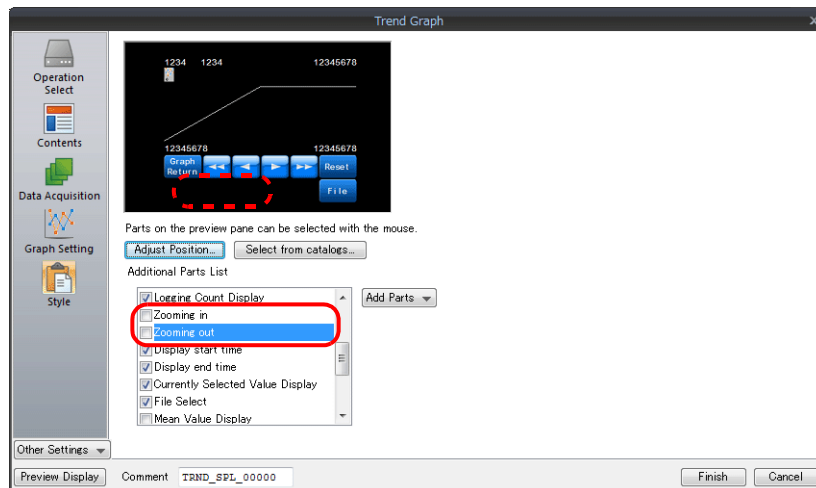 Trend Graph
x
Operation
Select
Contents
Data Acquisition
Graph Setting
Style
1234 1234 12345678
12345678 12345678
Graph
Return
Reset
File
Parts on the preview pane can be selected with the mouse.
Adjust Position... Select from catalogs...
Additional Parts List
Logging Count Display
Add Parts
Zooming in
Zooming out
Display start time
Display end time
Currently Selected Value Display
File Select
Mean Value Display
Other Settings
Preview Display Comment TRND_SPL_00000 Finish Cancel